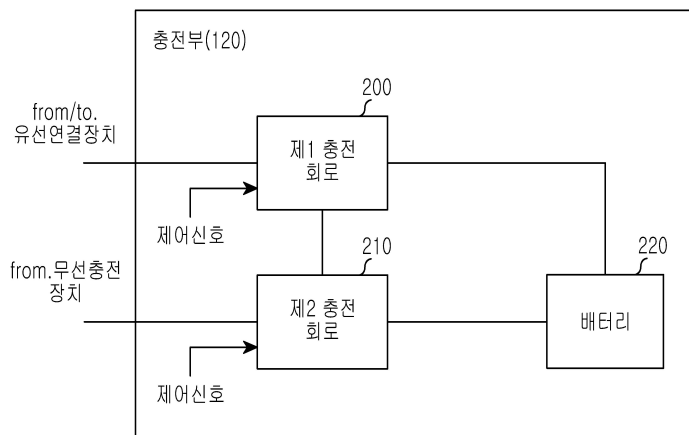 충전부(120)
from/to.
유선연결장치
200
제1 충전
회로
제어신호
from.무선충전
장치
210
제2 충전
회로
제어신호
220
배터리